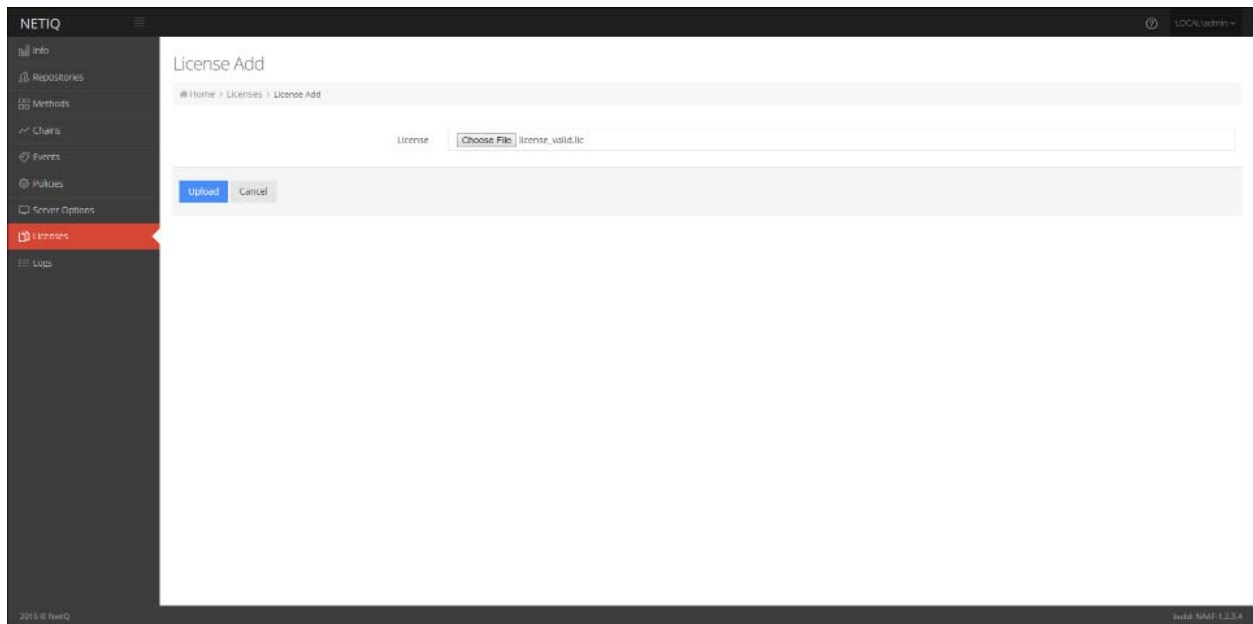 NETIQ
LOCAL\admin
Info
Repositories
Methods
Chains
Events
Policies
Server Options
Licenses
Logs
License Add
Home > Licenses > License Add
License Choose File license_valid.lic
Upload Cancel
2015 © NetIQ
build: NAAF-1.2.3.4